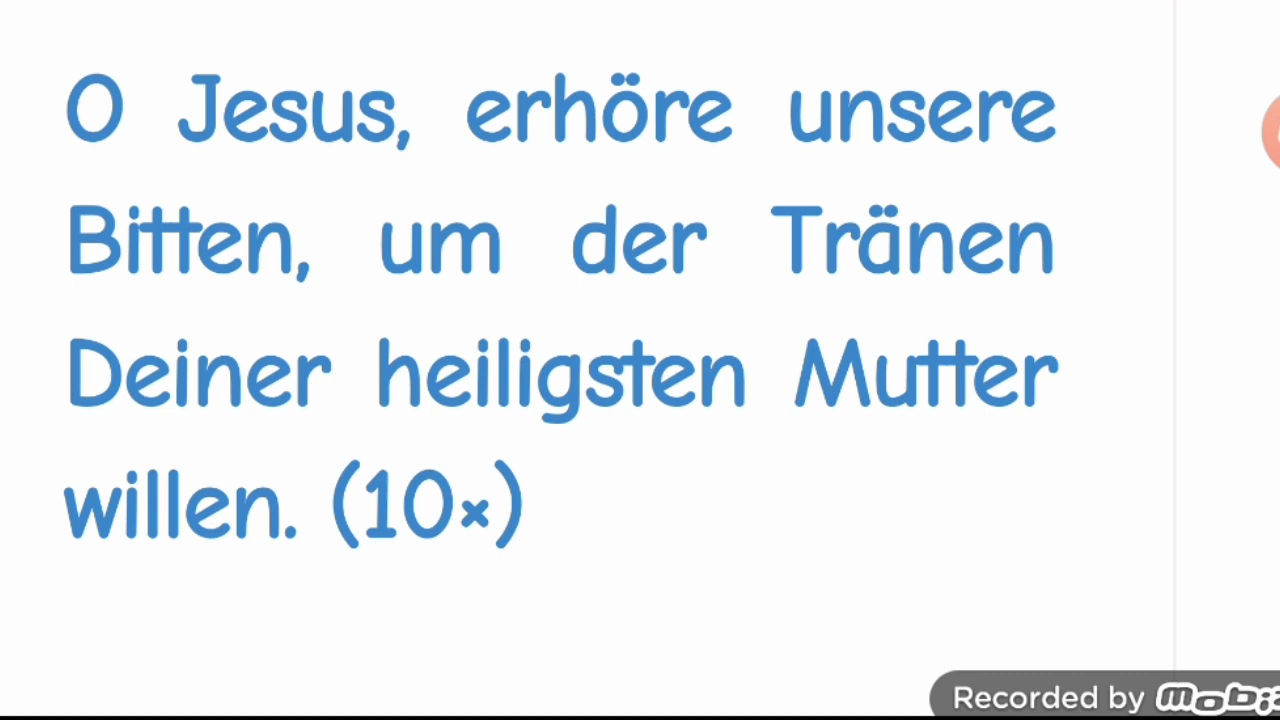 O Jesus, erhöre unsere
Bitten, um der Tränen
Deiner heiligsten Mutter
willen. (10×)
Recorded by